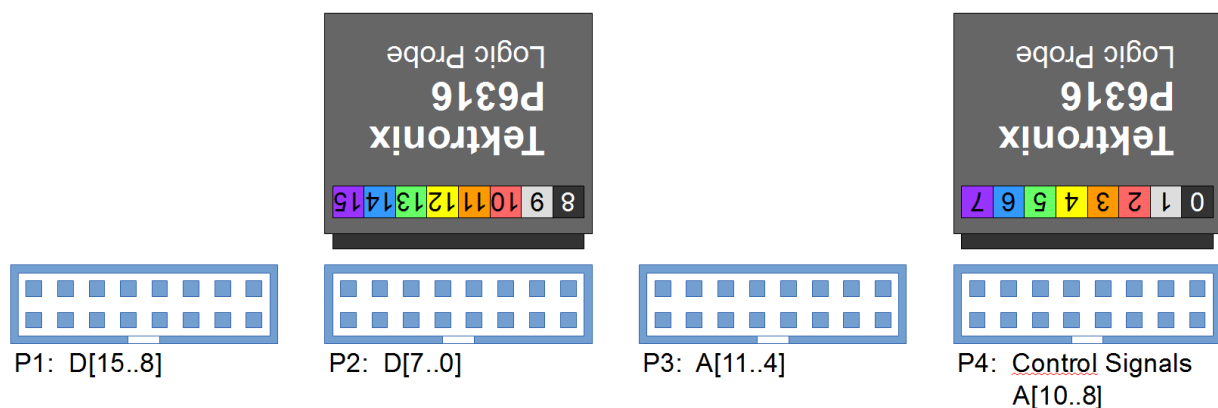 Tektronix
P6316
Logic Probe
8 9 10 11 12 13 14 15
Tektronix
P6316
Logic Probe
0 1 2 3 4 5 6 7
P1: D[15..8]
P2: D[7..0]
P3: A[11..4]
P4: Control Signals
A[10..8]